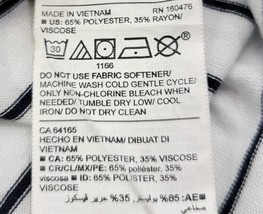 MADE IN VIETNAM RN 160476
• US: 65% POLYESTER, 35% RAYON/
VISCOSE
30
1166
DO NOT USE FABRIC SOFTENER/
MACHINE WASH COLD GENTLE CYCLE/
ONLY NON-CHLORINE BLEACH WHEN
NEEDED/ TUMBLE DRY LOW/ COOL
IRON/ DO NOT DRY CLEAN
CA 64165
HECHO EN VIETNAM/ DIBUAT DI
VIETNAM
• CA: 65% POLYESTER, 35% VISCOSE
• CR/CL/MX/PE: 65% poliéster, 35%
viscosa • ID: 65% POLIESTER, 35%
VISCOSE